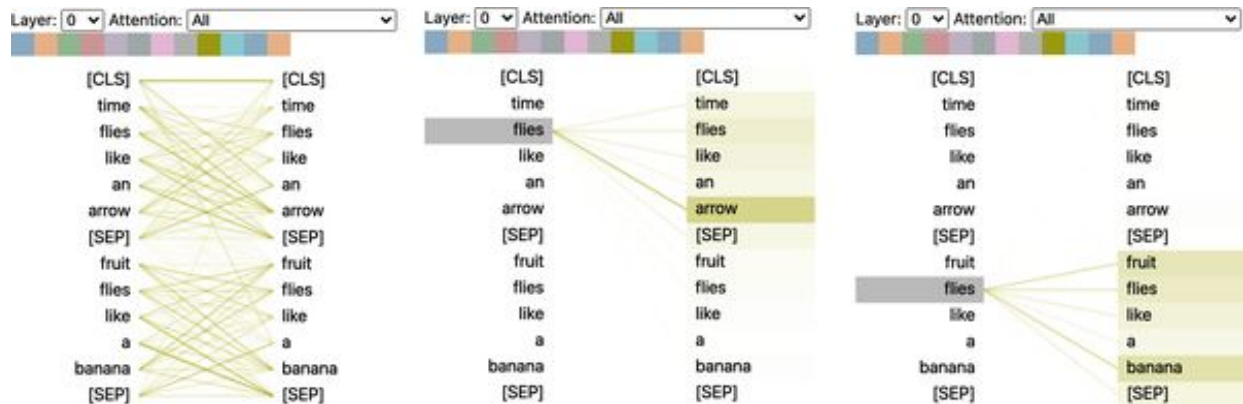 Layer: 0 Attention: All
[CLS] [CLS]
time time
flies flies
like like
an an
arrow arrow
[SEP] [SEP]
fruit fruit
flies flies
like like
a a
banana banana
[SEP] [SEP]
Layer: 0 Attention: All
[CLS] [CLS]
time time
flies flies
like like
an an
arrow arrow
[SEP] [SEP]
fruit fruit
flies flies
like like
a a
banana banana
[SEP] [SEP]
Layer: 0 Attention: All
[CLS] [CLS]
time time
flies flies
like like
an an
arrow arrow
[SEP] [SEP]
fruit fruit
flies flies
like like
a a
banana banana
[SEP] [SEP]